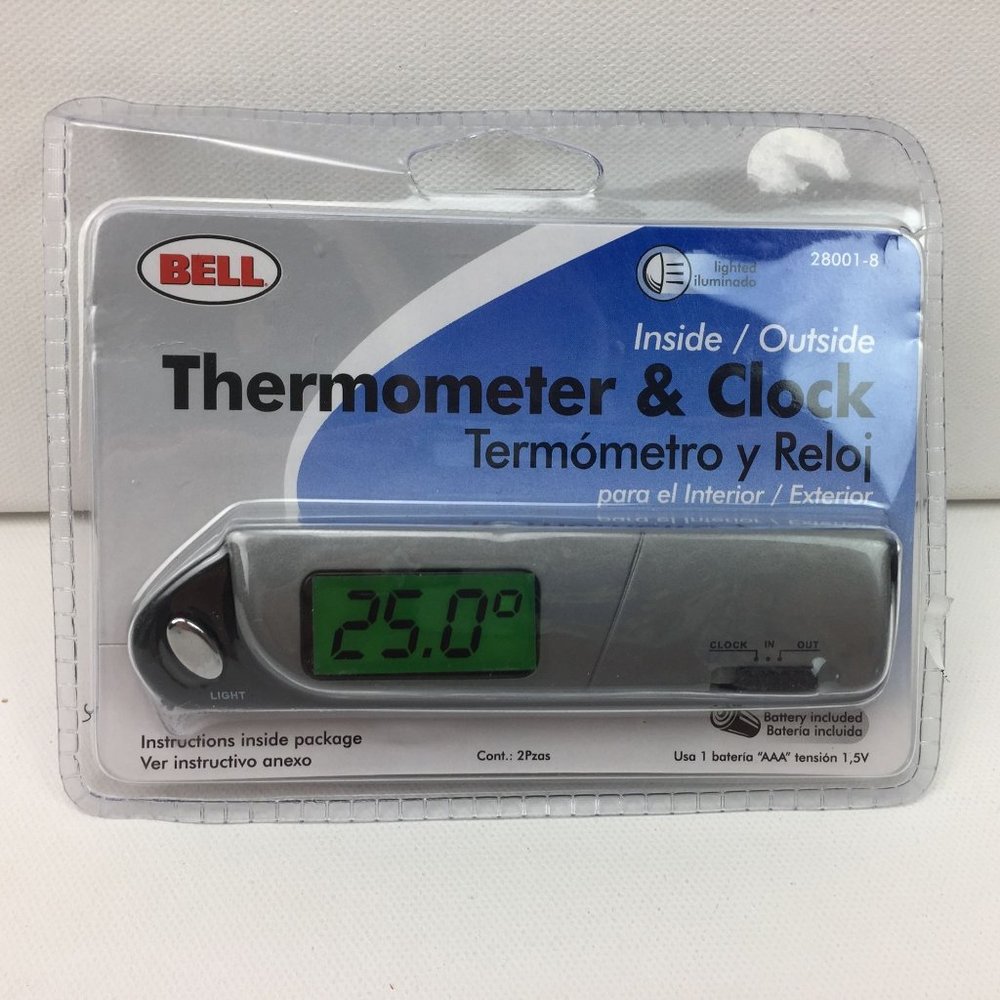 BELL
lighted
iluminado
28001-8
Inside / Outside
Thermometer & Clock
Termómetro y Reloj
para el Interior / Exterior
25.0°
CLOCK IN OUT
LIGHT
Battery included
Batería incluida
Instructions inside package
Ver instructivo anexo
Cont.: 2Pzas
Usa 1 batería "AAA" tensión 1,5V